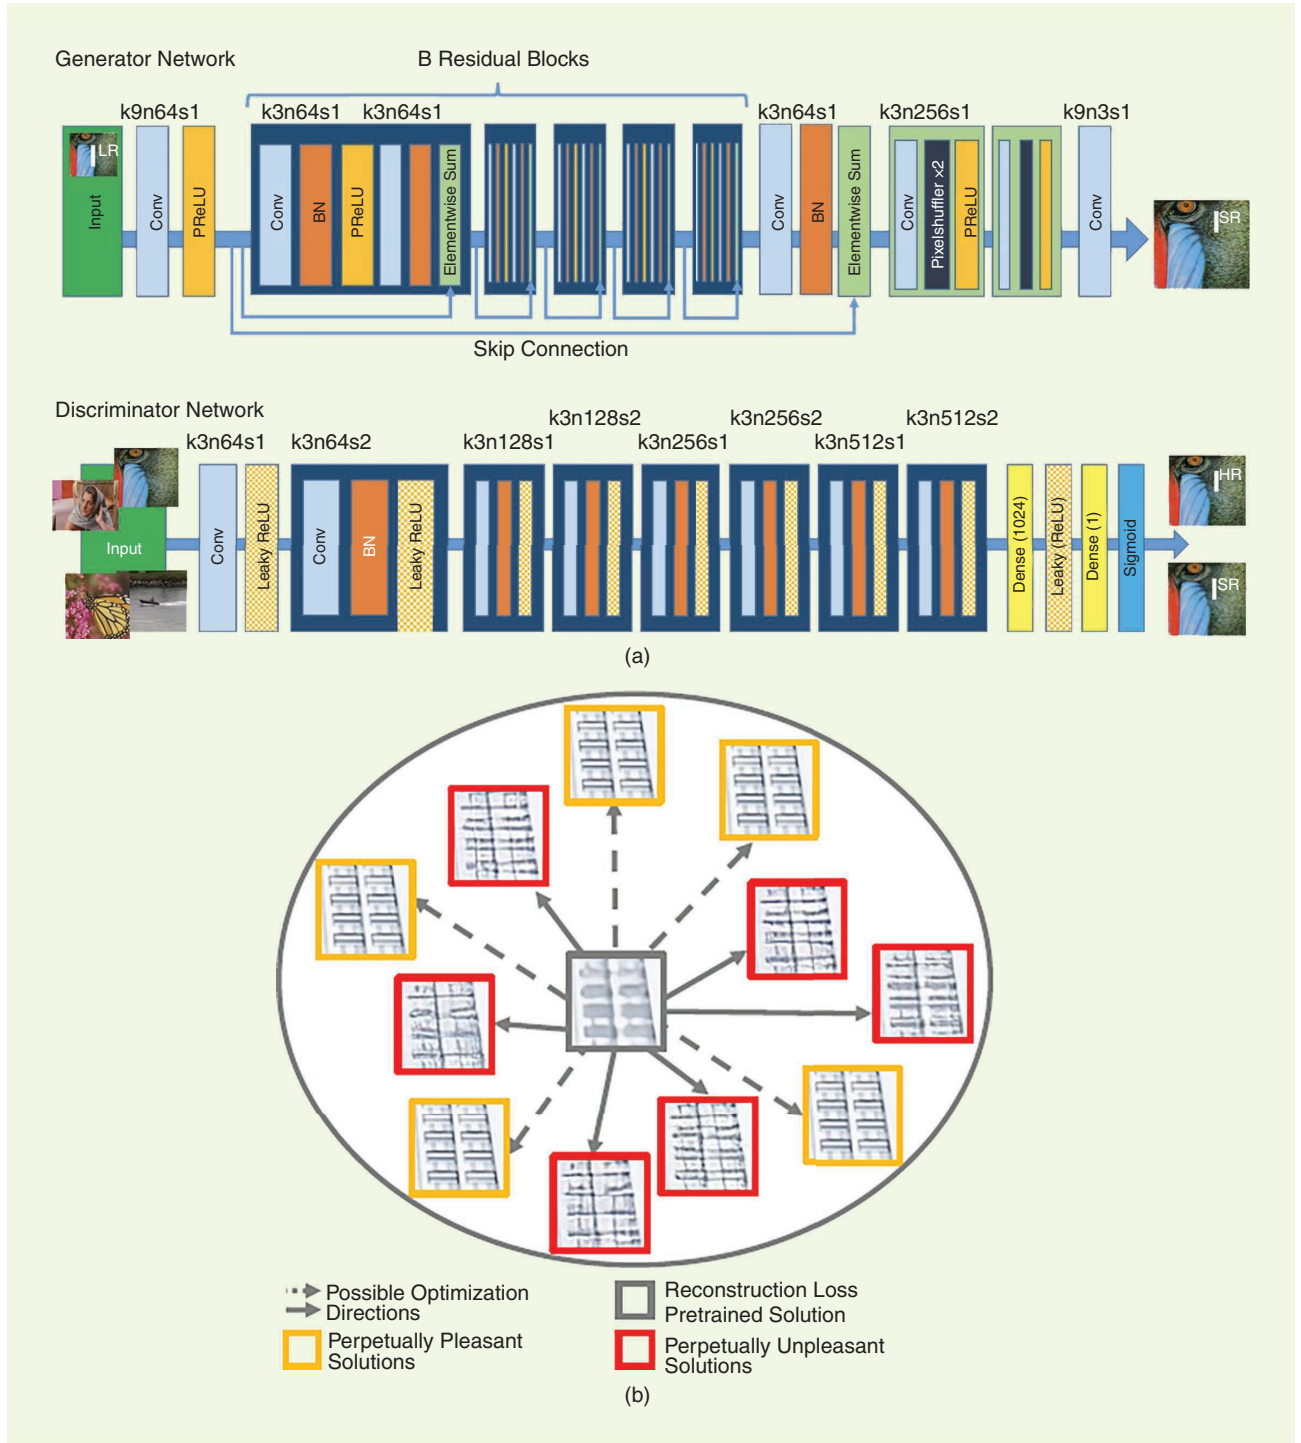 Generator Network
B Residual Blocks
k9n64s1
k3n64s1
k3n64s1
k3n64s1
k3n256s1
k9n3s1
LR
Input
Conv
PReLU
Conv
BN
PReLU
Elementwise Sum
Conv
BN
Elementwise Sum
Conv
Pixelshuffler ×2
PReLU
Conv
SR
Skip Connection
Discriminator Network
k3n64s1
k3n64s2
k3n128s1
k3n128s2
k3n256s1
k3n256s2
k3n512s1
k3n512s2
Input
Conv
Leaky ReLU
Conv
BN
Leaky ReLU
Dense (1024)
Leaky (ReLU)
Dense (1)
Sigmoid
HR
SR
(a)
Possible Optimization
Directions
Reconstruction Loss
Pretrained Solution
Perpetually Pleasant
Solutions
Perpetually Unpleasant
Solutions
(b)